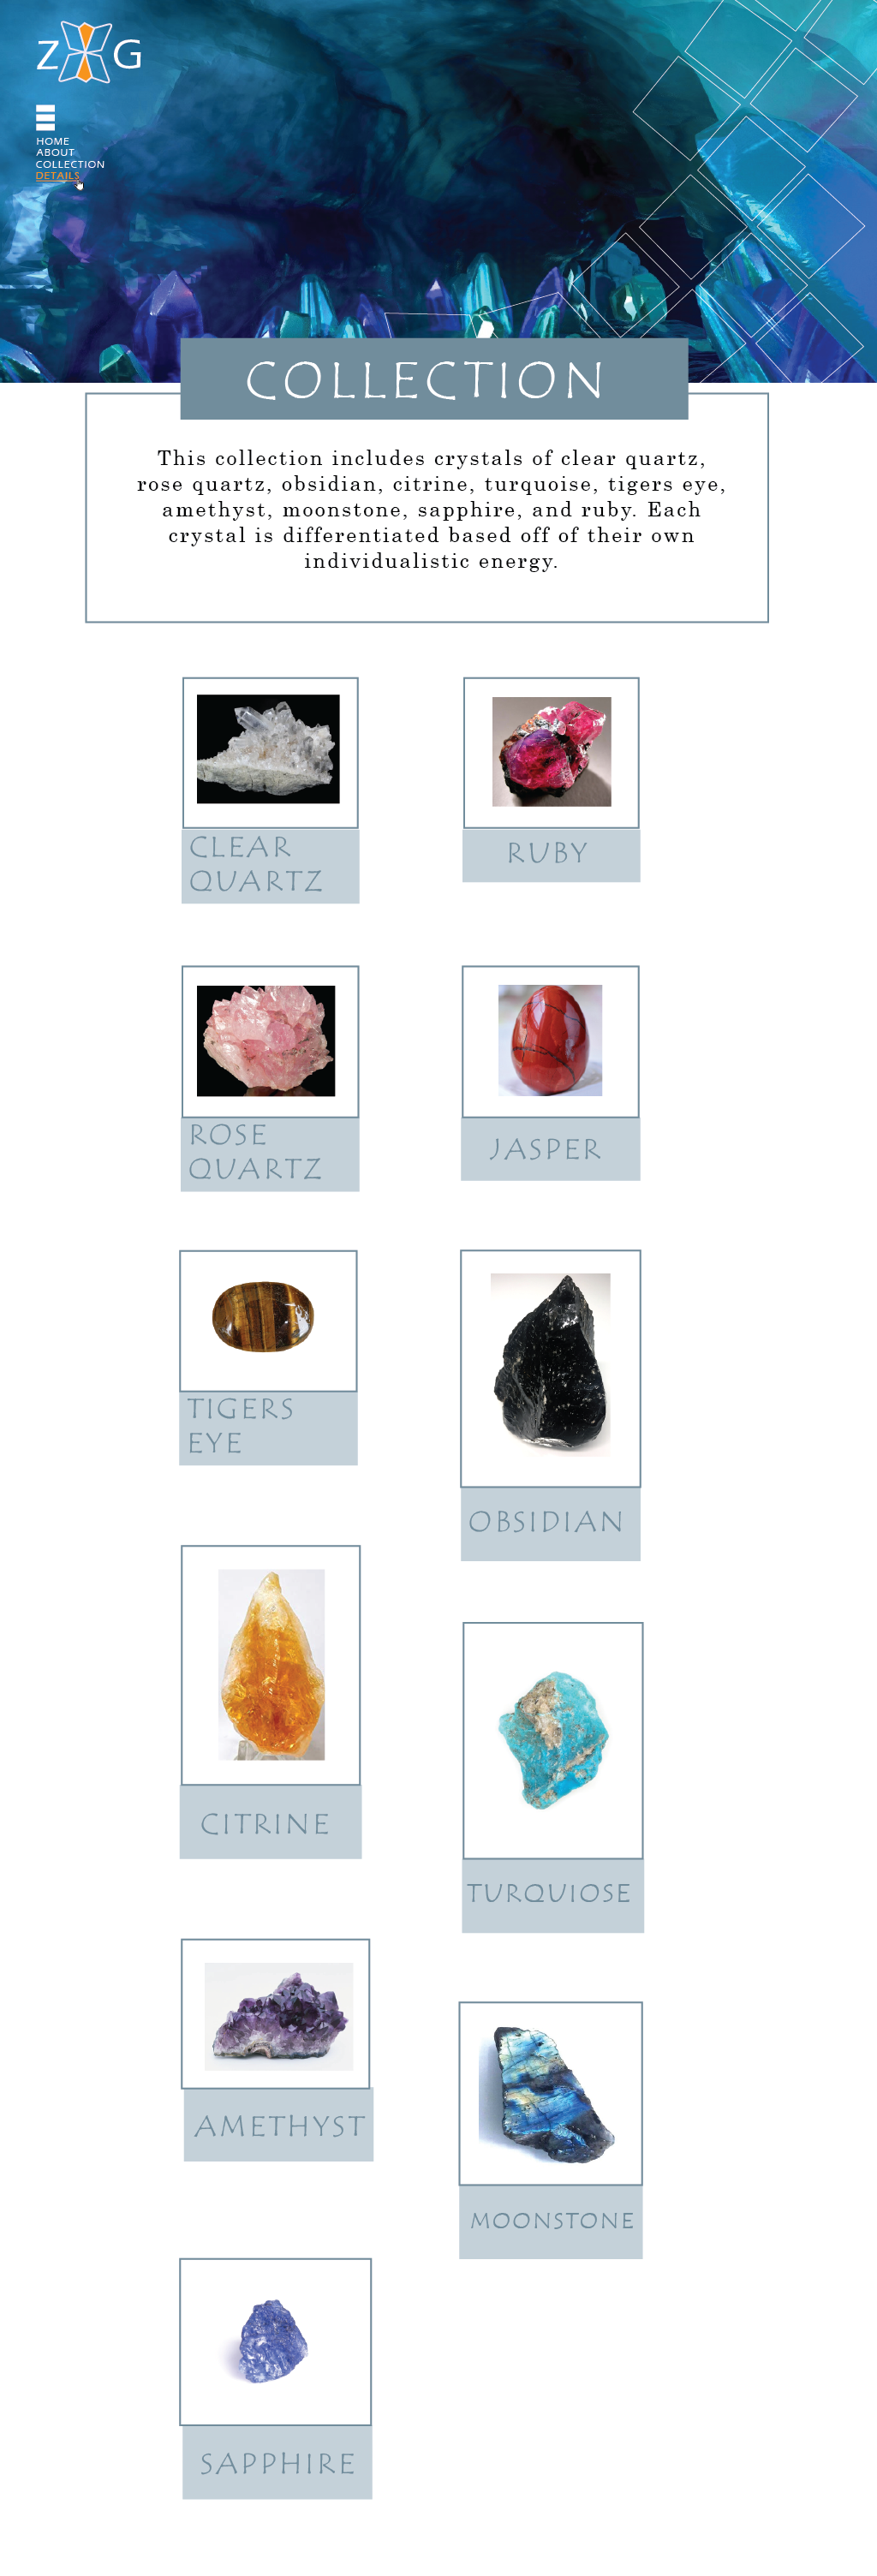 Z G
HOME
ABOUT
COLLECTION
DETAILS
COLLECTION
This collection includes crystals of clear quartz,
rose quartz, obsidian, citrine, turquoise, tigers eye,
amethyst, moonstone, sapphire, and ruby. Each
crystal is differentiated based off of their own
individualistic energy.
CLEAR
QUARTZ
RUBY
ROSE
QUARTZ
JASPER
TIGERS
EYE
OBSIDIAN
CITRINE
TURQUIOSE
AMETHYST
MOONSTONE
SAPPHIRE